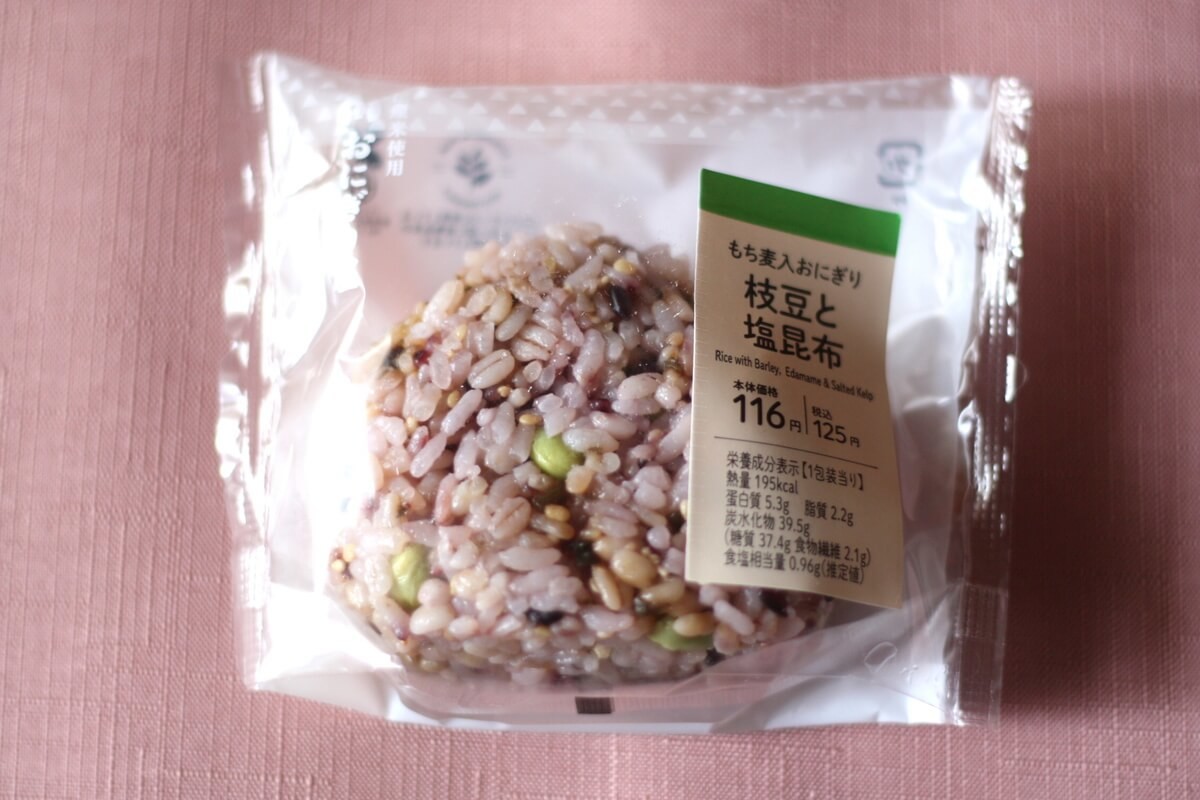 米使用
もち麦入おにぎり
枝豆と
塩昆布
Rice with Barley, Edamame & Salted Kelp
本体価格
116円
税込
125円
栄養成分表示【1包装当り】
熱量 195kcal
蛋白質 5.3g 脂質 2.2g
炭水化物 39.5g
(糖質 37.4g 食物繊維 2.1g)
食塩相当量 0.96g(推定値)